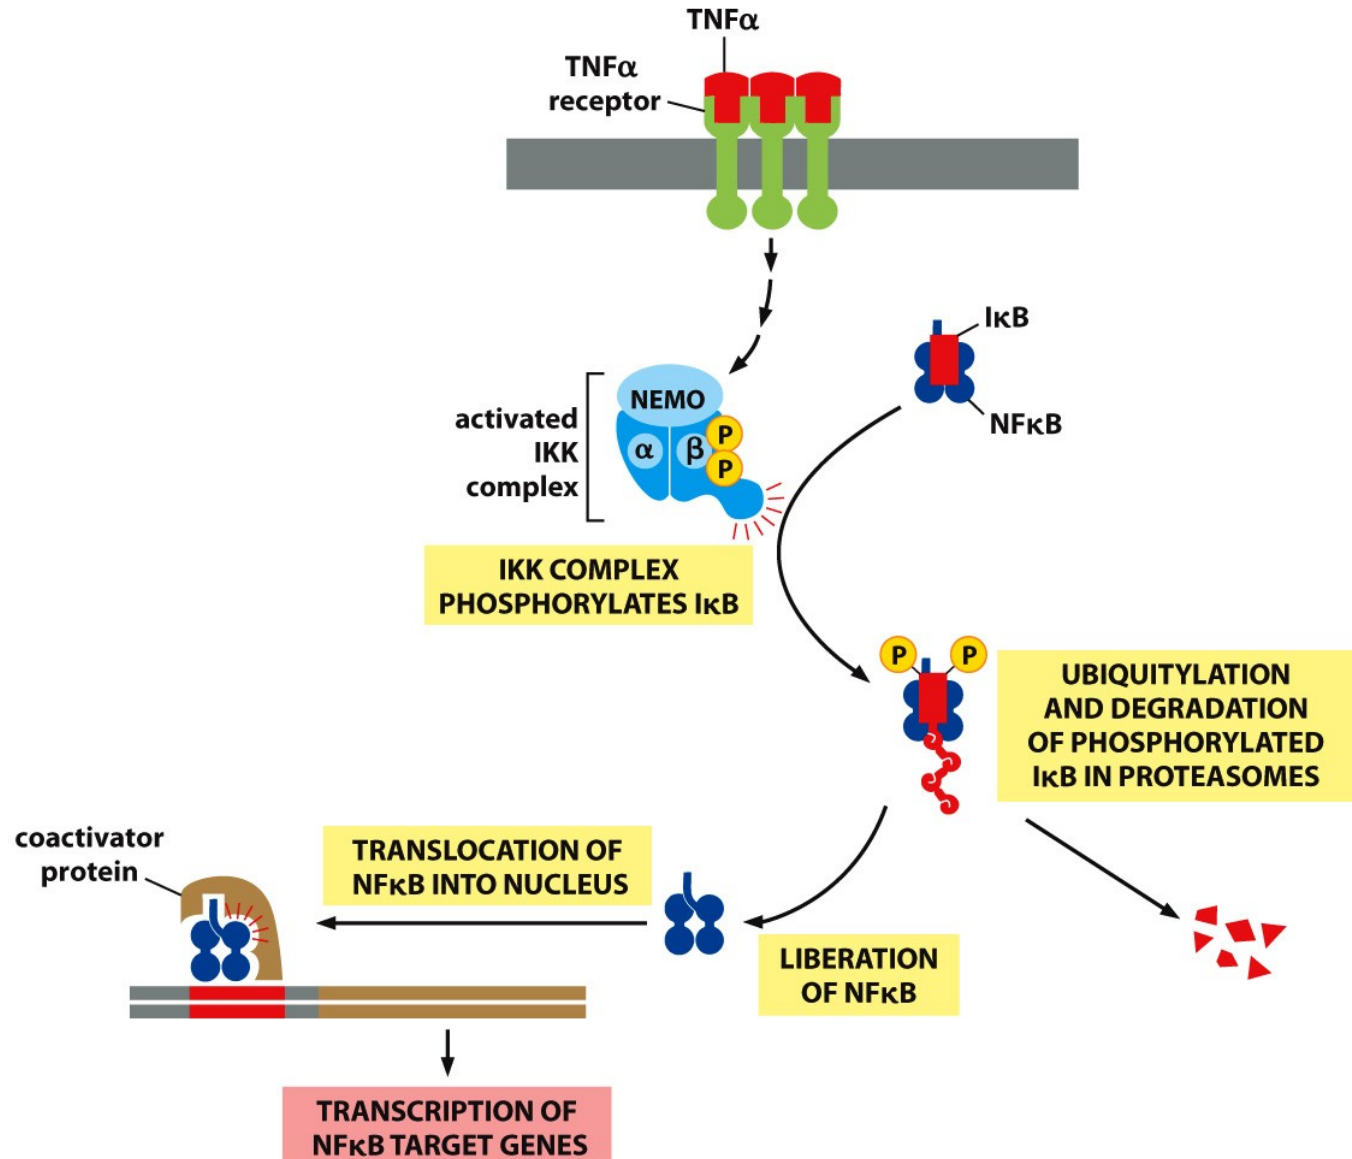 TNFα
TNFα
receptor
IκB
NFκB
NEMO
α
β
P
P
activated
IKK
complex
IKK COMPLEX
PHOSPHORYLATES IκB
P
P
UBIQUITYLATION
AND DEGRADATION
OF PHOSPHORYLATED
IκB IN PROTEASOMES
coactivator
protein
TRANSLOCATION OF
NFκB INTO NUCLEUS
LIBERATION
OF NFκB
TRANSCRIPTION OF
NFκB TARGET GENES